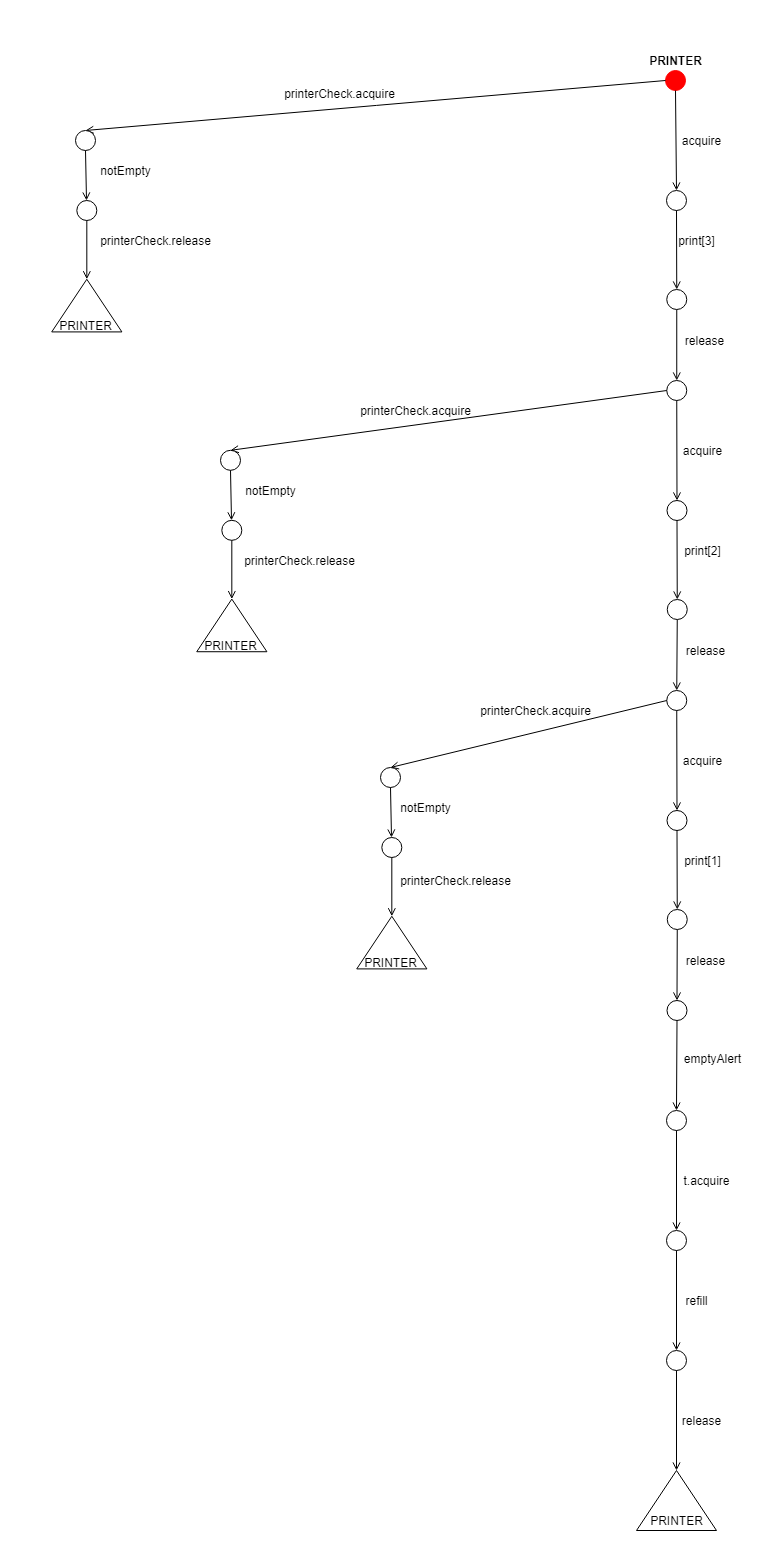 PRINTER
printerCheck.acquire
acquire
notEmpty
print[3]
printerCheck.release
PRINTER
release
printerCheck.acquire
acquire
notEmpty
print[2]
printerCheck.release
PRINTER
release
printerCheck.acquire
acquire
notEmpty
print[1]
printerCheck.release
PRINTER
release
emptyAlert
t.acquire
refill
release
PRINTER